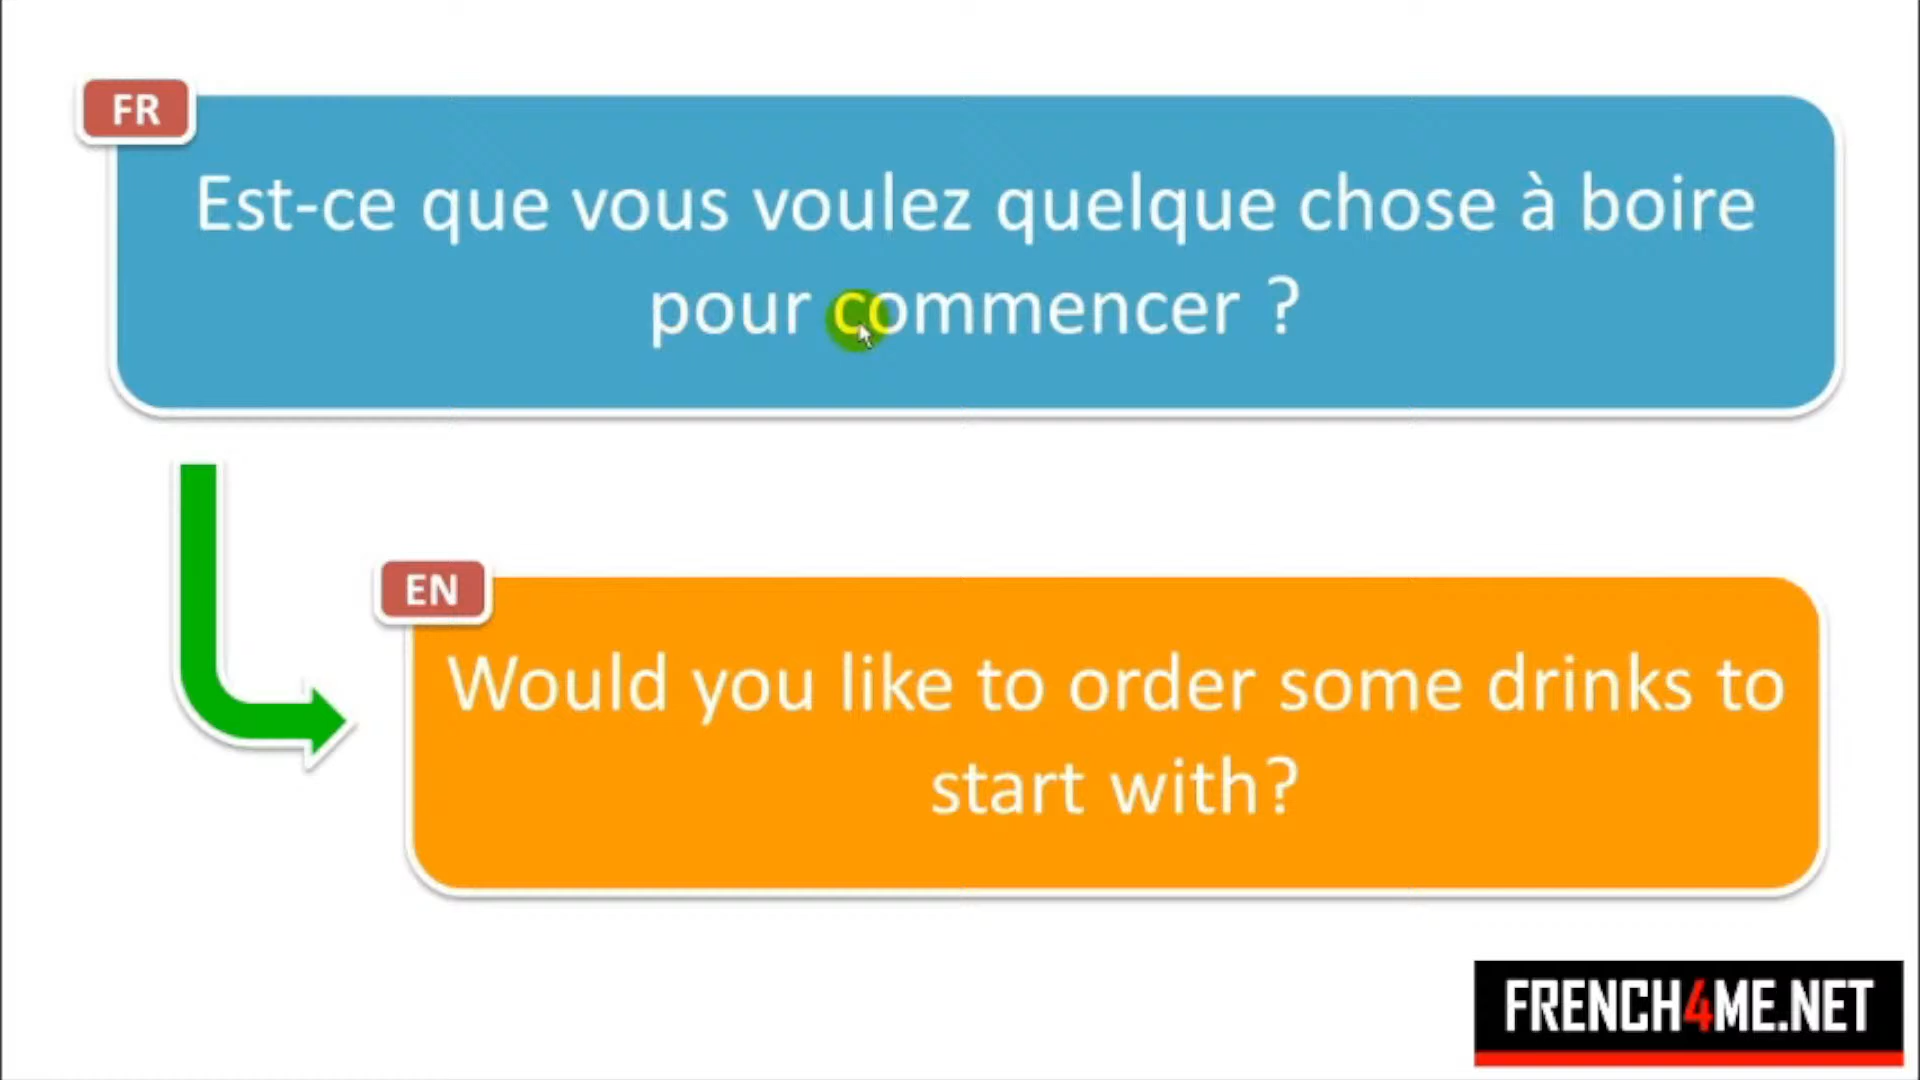 FR
Est-ce que vous voulez quelque chose à boire
pour commencer ?
EN
Would you like to order some drinks to
start with?
FRENCH4ME.NET